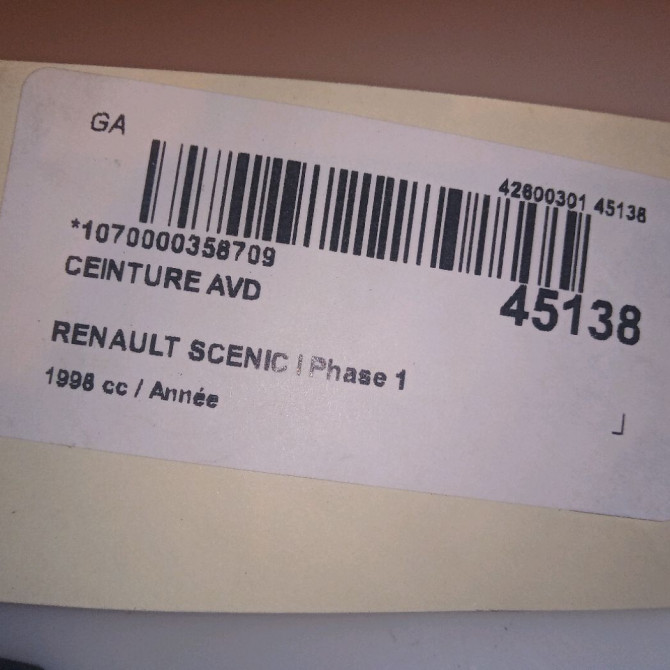 GA
42600301 45138
*1070000358709
CEINTURE AVD
45138
RENAULT SCENIC I Phase 1
1998 cc / Année